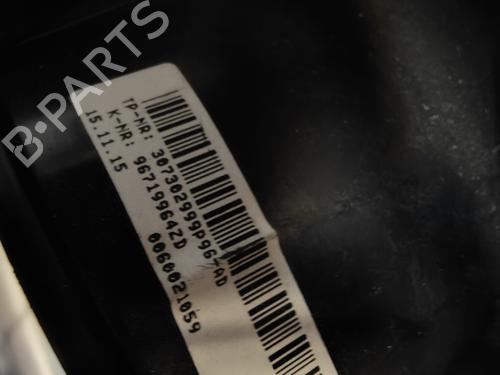 B-PARTS
TP-NR: 307302999P96-AD
K-NR: 96719964ZD
15.11.15
0060021059